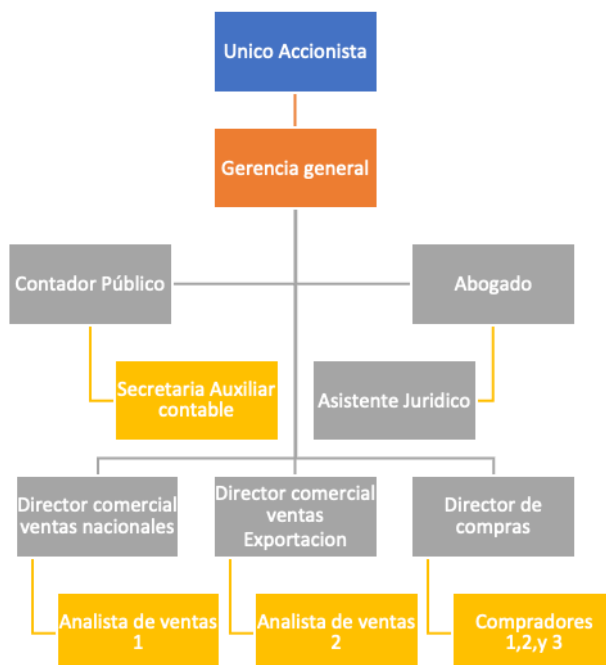 Unico Accionista
Gerencia general
Contador Público
Abogado
Secretaria Auxiliar
contable
Asistente Juridico
Director comercial
ventas nacionales
Director comercial
ventas
Exportacion
Director de
compras
Analista de ventas
1
Analista de ventas
2
Compradores
1,2,y 3